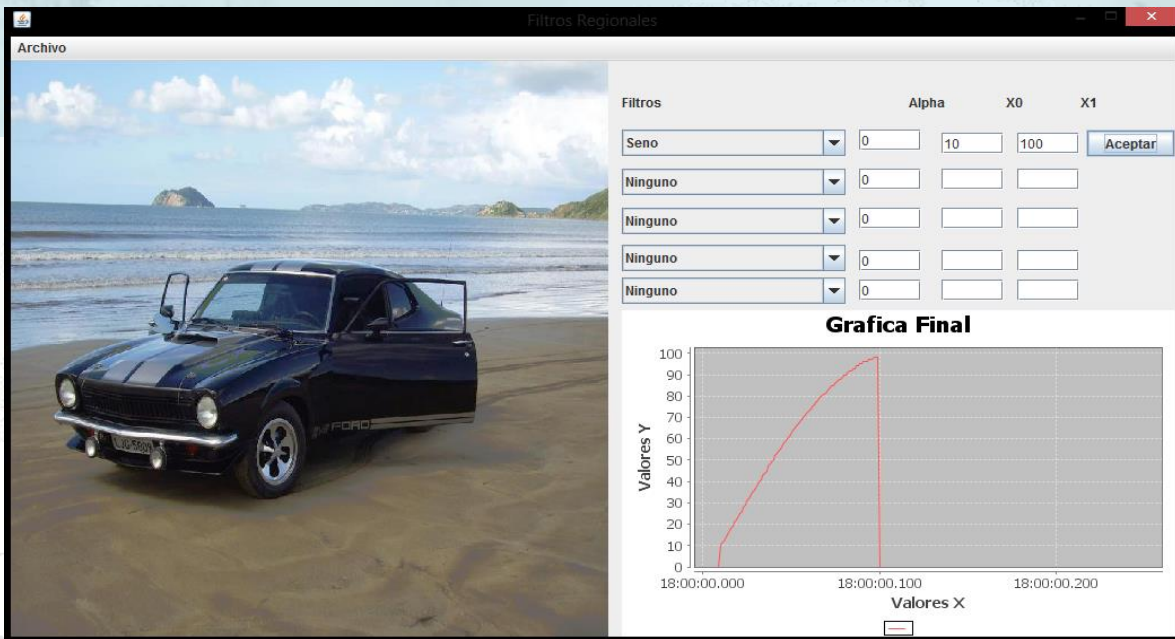 Filtros Regionales
Archivo
Filtros Alpha X0 X1
Seno 0 10 100 Aceptar
Ninguno 0
Ninguno 0
Ninguno 0
Ninguno 0
Grafica Final
Valores Y
100
90
80
70
60
50
40
30
20
10
0
18:00:00.000 18:00:00.100 18:00:00.200
Valores X
FORD